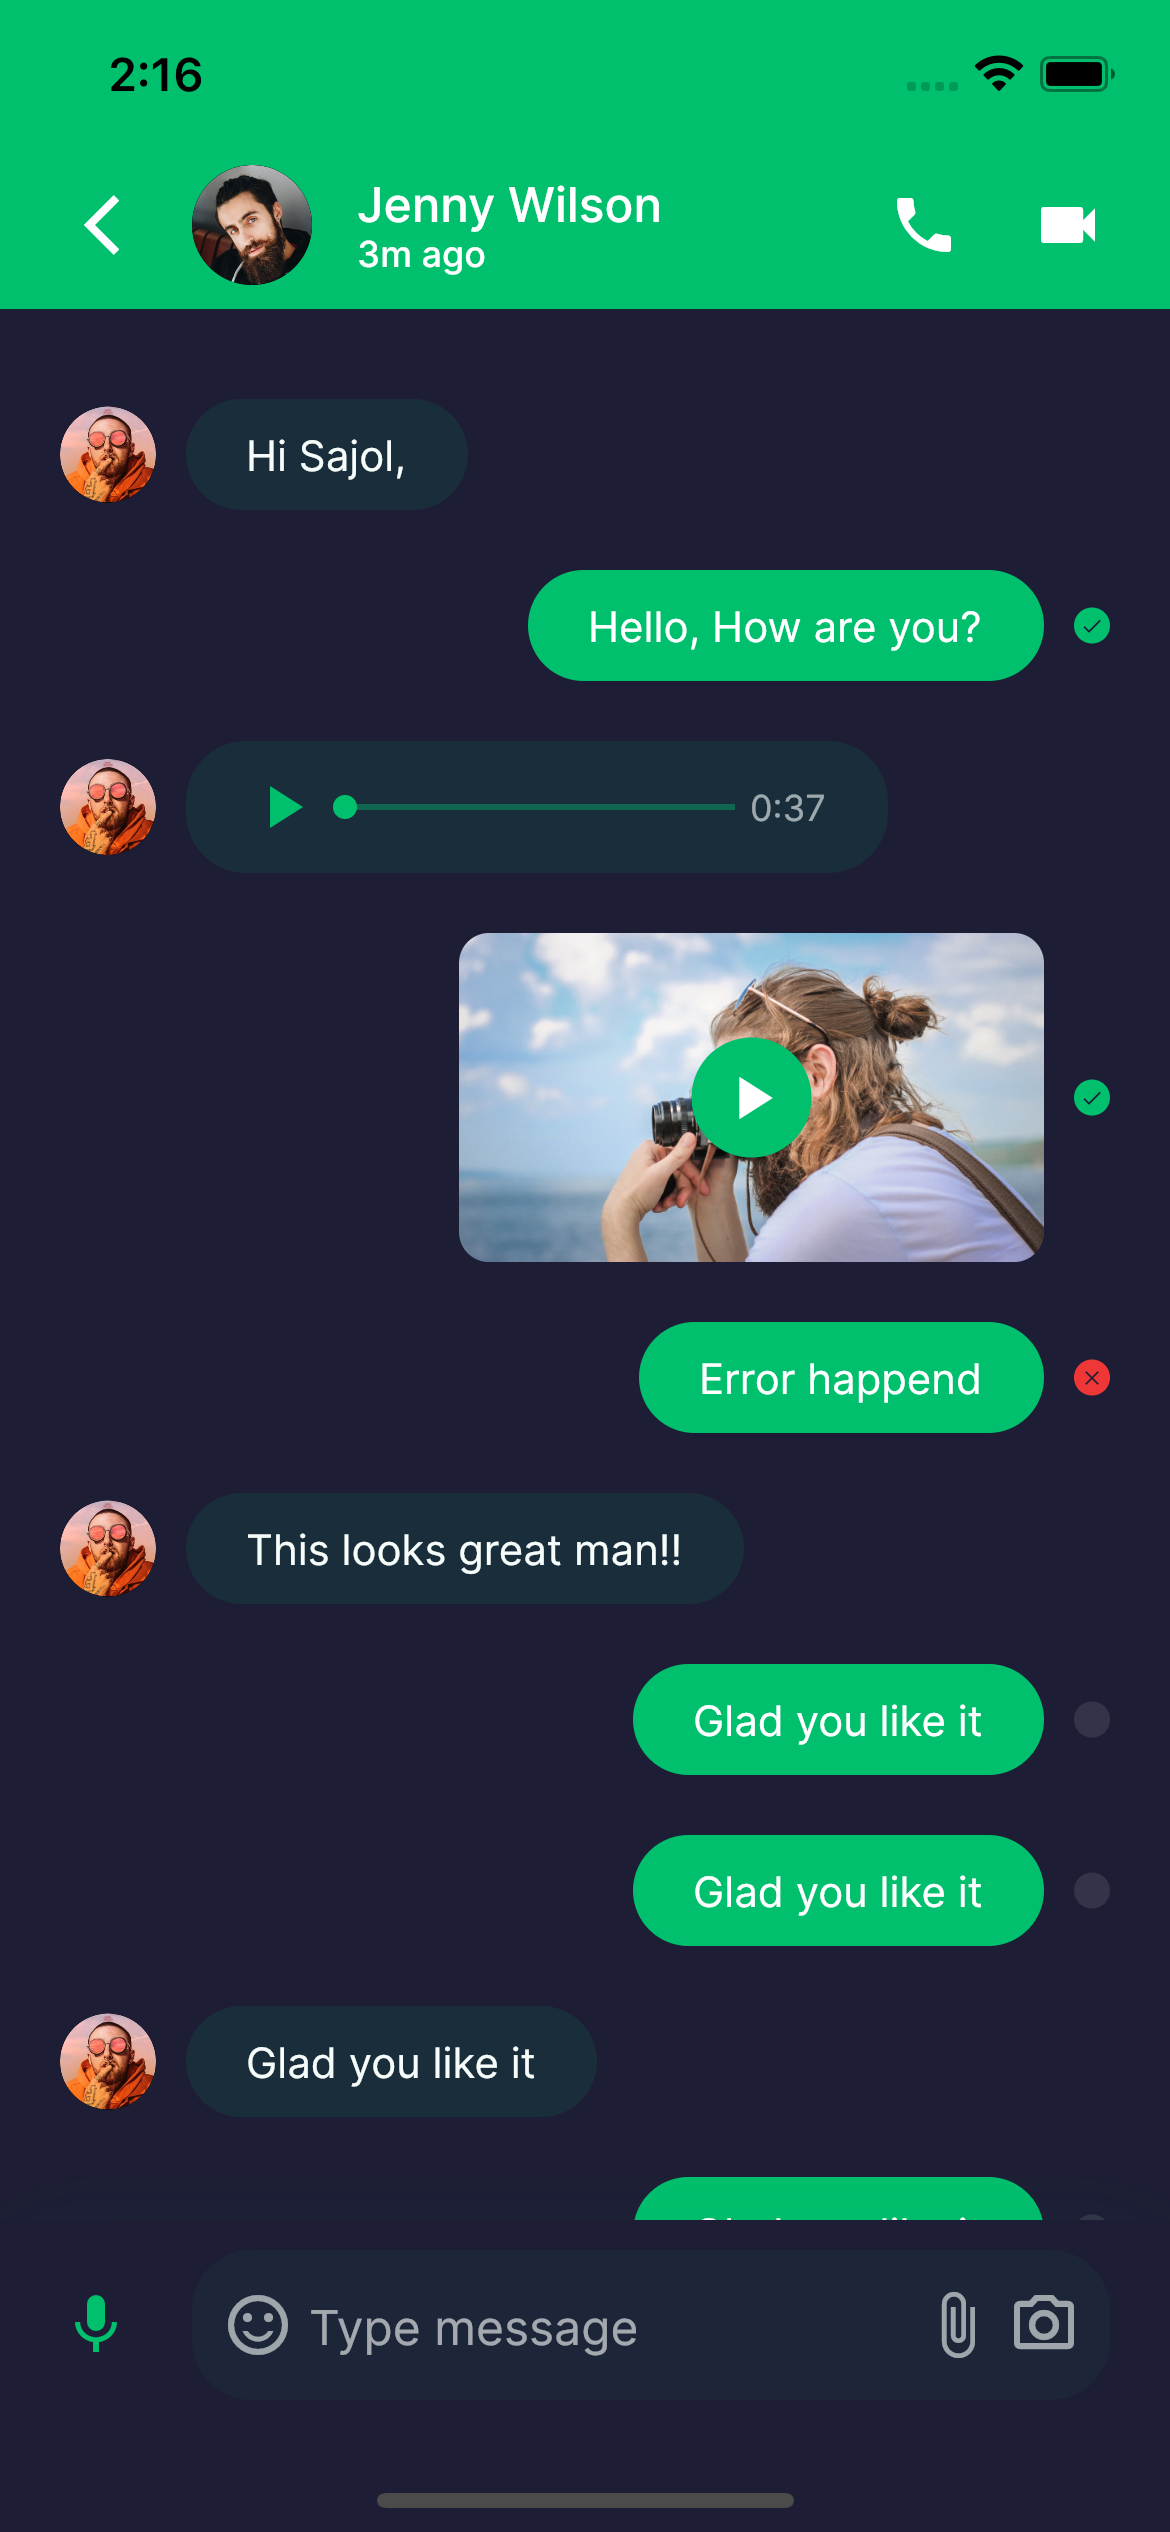 2:16
Jenny Wilson
3m ago
Hi Sajol,
Hello, How are you?
0:37
Error happend
This looks great man!!
Glad you like it
Glad you like it
Glad you like it
Type message